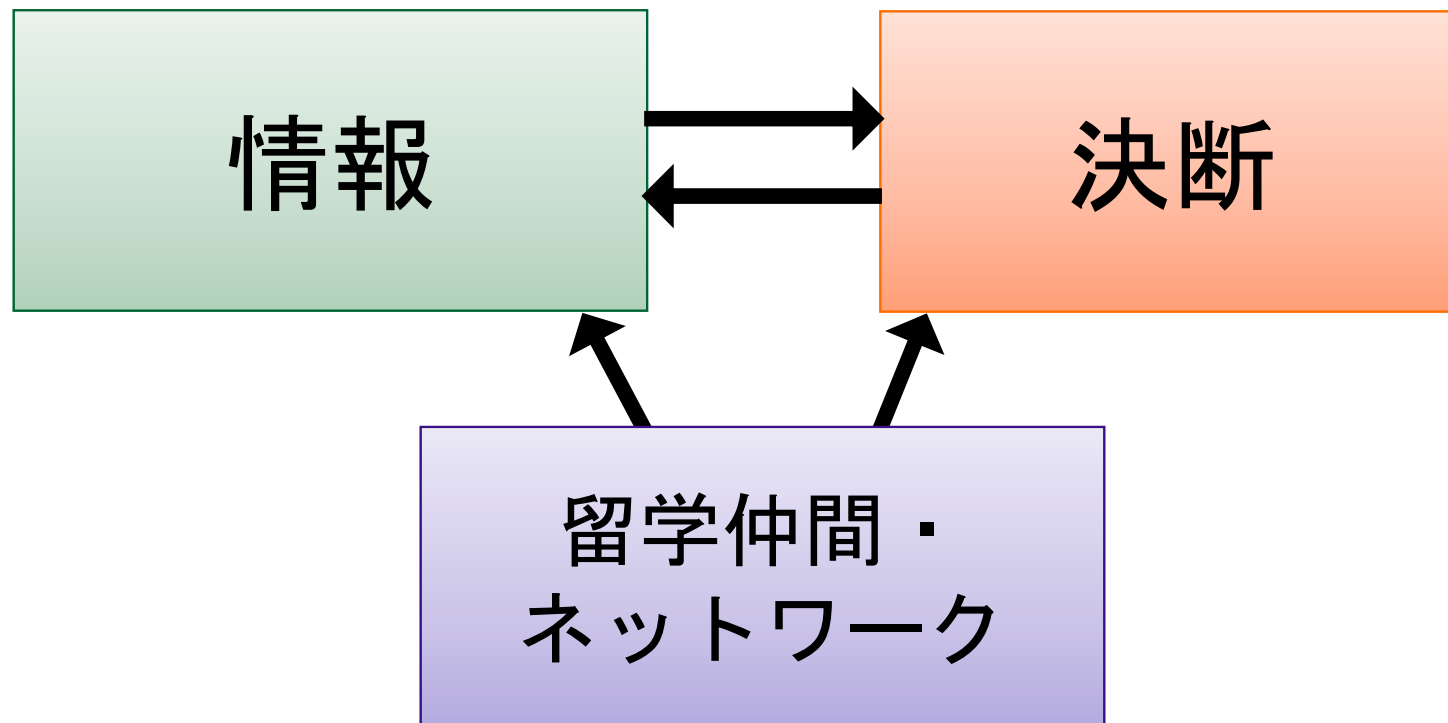 情報
決断
留学仲間・
ネットワーク